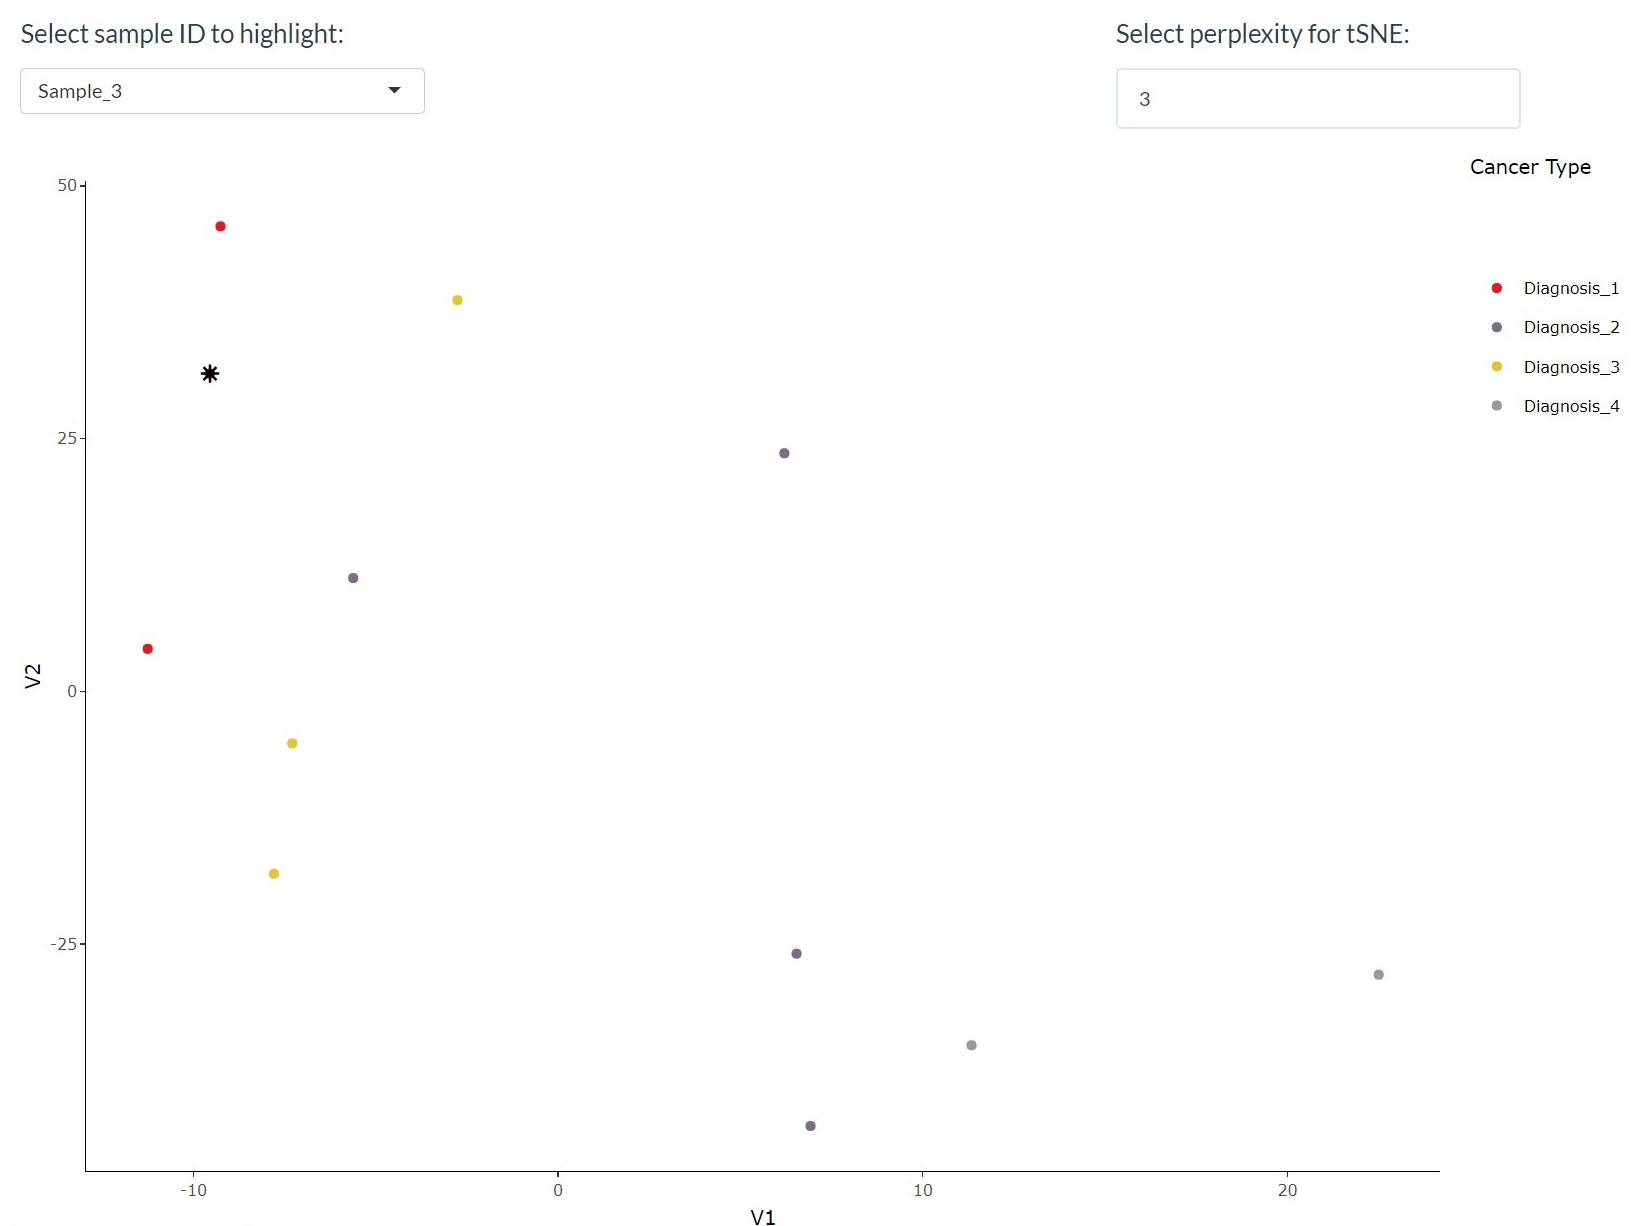 Select sample ID to highlight:
Select perplexity for tSNE:
Sample_3
3
Cancer Type
Diagnosis_1
Diagnosis_2
Diagnosis_3
Diagnosis_4
50
25
0
-25
V2
-10
0
10
20
V1